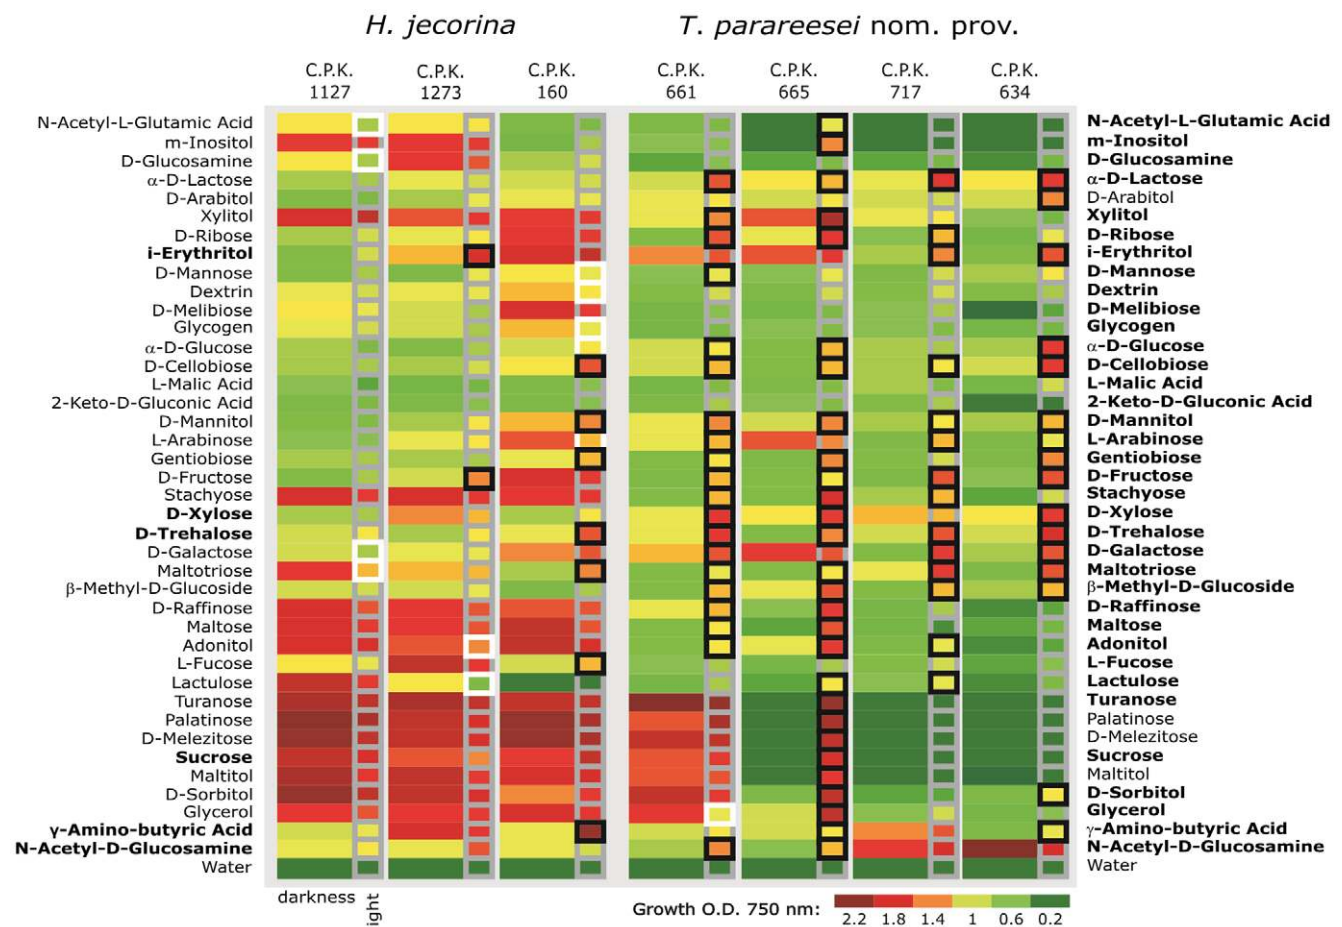 H. jecorina T. parareesei nom. prov.
C.P.K. C.P.K. C.P.K. C.P.K. C.P.K. C.P.K. C.P.K.
1127 1273 160 661 665 717 634
N-Acetyl-L-Glutamic Acid N-Acetyl-L-Glutamic Acid
m-Inositol m-Inositol
D-Glucosamine D-Glucosamine
α-D-Lactose α-D-Lactose
D-Arabitol D-Arabitol
Xylitol Xylitol
D-Ribose D-Ribose
i-Erythritol i-Erythritol
D-Mannose D-Mannose
Dextrin Dextrin
D-Melibiose D-Melibiose
Glycogen Glycogen
α-D-Glucose α-D-Glucose
D-Cellobiose D-Cellobiose
L-Malic Acid L-Malic Acid
2-Keto-D-Gluconic Acid 2-Keto-D-Gluconic Acid
D-Mannitol D-Mannitol
L-Arabinose L-Arabinose
Gentiobiose Gentiobiose
D-Fructose D-Fructose
Stachyose Stachyose
D-Xylose D-Xylose
D-Trehalose D-Trehalose
D-Galactose D-Galactose
Maltotriose Maltotriose
β-Methyl-D-Glucoside β-Methyl-D-Glucoside
D-Raffinose D-Raffinose
Maltose Maltose
Adonitol Adonitol
L-Fucose L-Fucose
Lactulose Lactulose
Turanose Turanose
Palatinose Palatinose
D-Melezitose D-Melezitose
Sucrose Sucrose
Maltitol Maltitol
D-Sorbitol D-Sorbitol
Glycerol Glycerol
γ-Amino-butyric Acid γ-Amino-butyric Acid
N-Acetyl-D-Glucosamine N-Acetyl-D-Glucosamine
Water Water
darkness ight
Growth O.D. 750 nm: 2.2 1.8 1.4 1 0.6 0.2